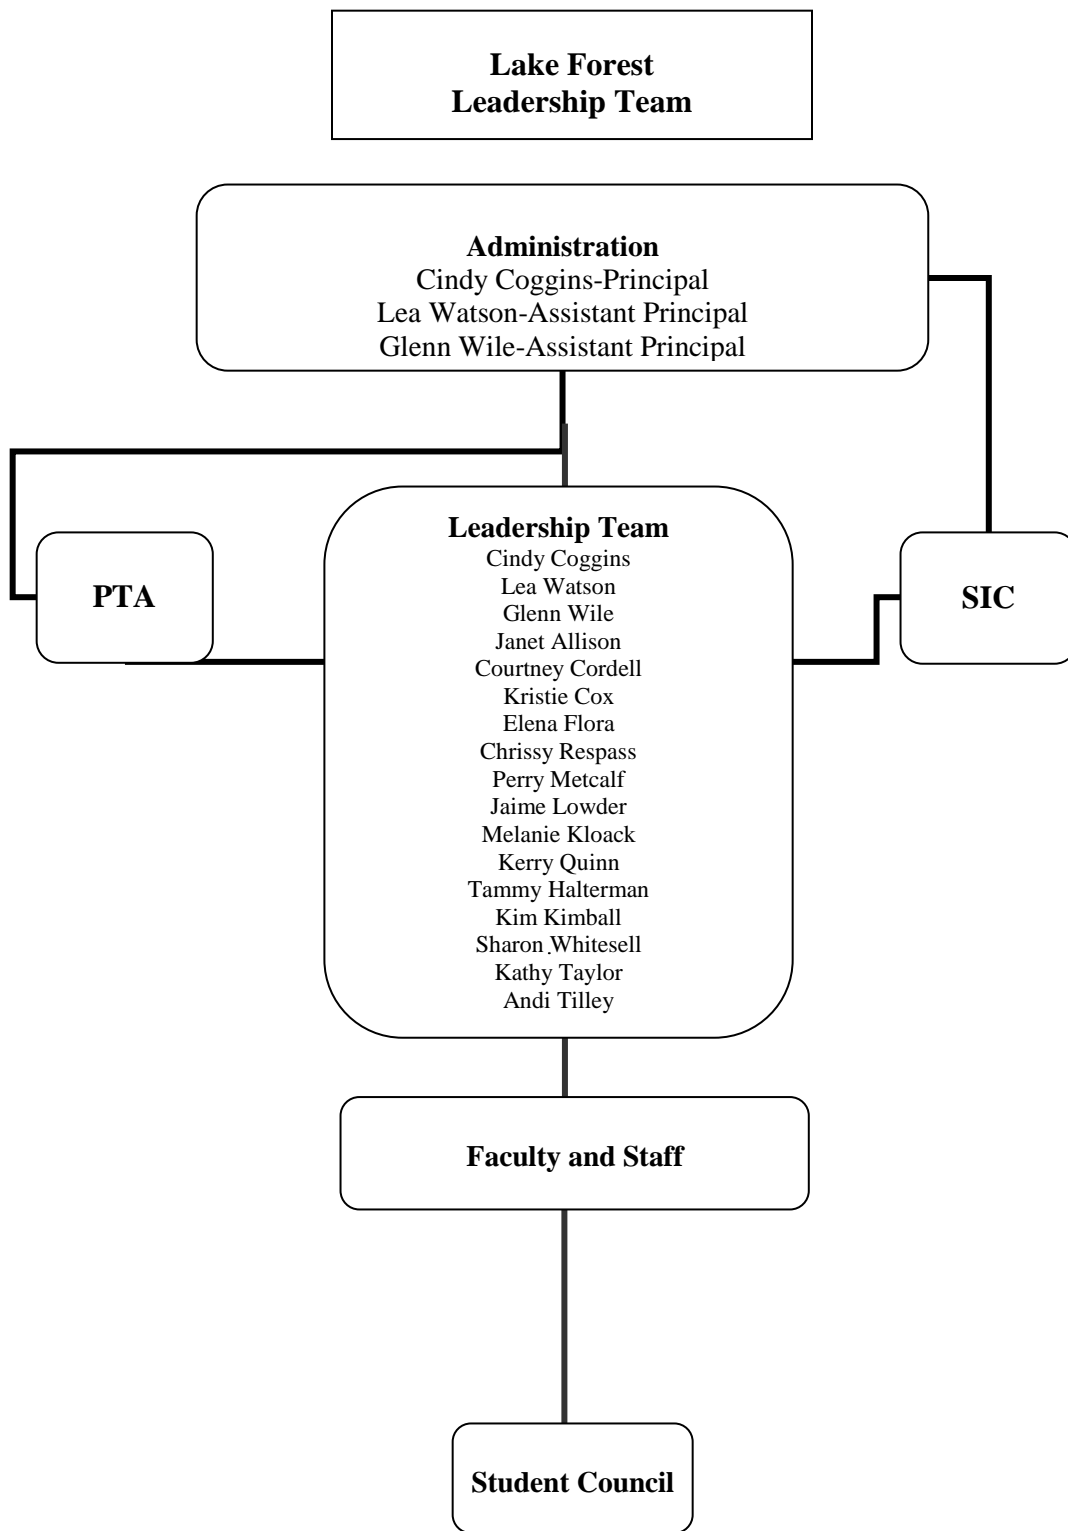 Lake Forest
Leadership Team
Administration
Cindy Coggins-Principal
Lea Watson-Assistant Principal
Glenn Wile-Assistant Principal
Leadership Team
Cindy Coggins
Lea Watson
Glenn Wile
Janet Allison
Courtney Cordell
Kristie Cox
Elena Flora
Chrissy Respass
Perry Metcalf
Jaime Lowder
Melanie Kloack
Kerry Quinn
Tammy Halterman
Kim Kimball
Sharon Whitesell
Kathy Taylor
Andi Tilley
PTA
SIC
Faculty and Staff
Student Council